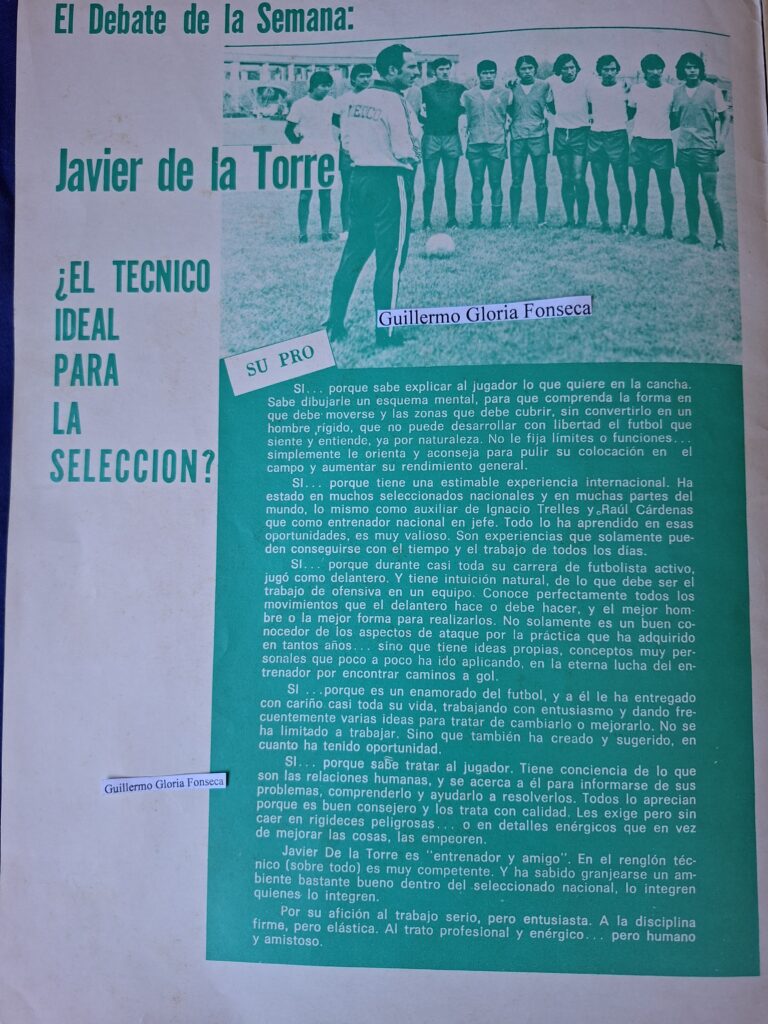 El Debate de la Semana:
MEXICO
Javier de la Torre
¿EL TECNICO
IDEAL
PARA
LA
SELECCION?
Guillermo Gloria Fonseca
SU PRO
SI... porque sabe explicar al jugador lo que quiere en la cancha.
Sabe dibujarle un esquema mental, para que comprenda la forma en
que debe moverse y las zonas que debe cubrir, sin convertirlo en un
hombre rígido, que no puede desarrollar con libertad el futbol que
siente y entiende, ya por naturaleza. No le fija límites o funciones...
simplemente le orienta y aconseja para pulir su colocación en el
campo y aumentar su rendimiento general.
SI... porque tiene una estimable experiencia internacional. Ha
estado en muchos seleccionados nacionales y en muchas partes del
mundo, lo mismo como auxiliar de Ignacio Trelles y Raúl Cárdenas
que como entrenador nacional en jefe. Todo lo ha aprendido en esas
oportunidades, es muy valioso. Son experiencias que solamente pue-
den conseguirse con el tiempo y el trabajo de todos los días.
SI... porque durante casi toda su carrera de futbolista activo,
jugó como delantero. Y tiene intuición natural, de lo que debe ser el
trabajo de ofensiva en un equipo. Conoce perfectamente todos los
movimientos que el delantero hace o debe hacer, y el mejor hom-
bre o la mejor forma para realizarlos. No solamente es un buen co-
nocedor de los aspectos de ataque por la práctica que ha adquirido
en tantos años... sino que tiene ideas propias, conceptos muy per-
sonales que poco a poco ha ido aplicando, en la eterna lucha del en-
trenador por encontrar caminos a gol.
SI ...porque es un enamorado del futbol, y a él le ha entregado
con cariño casi toda su vida, trabajando con entusiasmo y dando fre-
cuentemente varias ideas para tratar de cambiarlo o mejorarlo. No se
ha limitado a trabajar. Sino que también ha creado y sugerido, en
cuanto ha tenido oportunidad.
SI... porque sabe tratar al jugador. Tiene conciencia de lo que
son las relaciones humanas, y se acerca a él para informarse de sus
problemas, comprenderlo y ayudarlo a resolverlos. Todos lo aprecian
porque es buen consejero y los trata con calidad. Les exige pero sin
caer en rigideces peligrosas... o en detalles enérgicos que en vez
de mejorar las cosas, las empeoren.
Javier De la Torre es "entrenador y amigo". En el renglón téc-
nico (sobre todo) es muy competente. Y ha sabido granjearse un am-
biente bastante bueno dentro del seleccionado nacional, lo integren
quienes lo integren.
Por su afición al trabajo serio, pero entusiasta. A la disciplina
firme, pero elástica. Al trato profesional y enérgico... pero humano
y amistoso.
Guillermo Gloria Fonseca